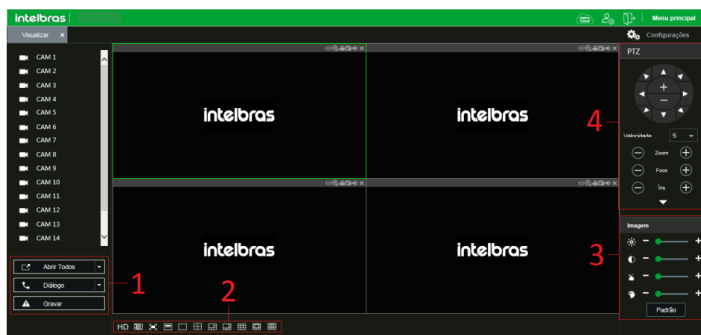 intelbras
Menu principal
Visualizar ×
Configurações
CAM 1
CAM 2
CAM 3
CAM 4
CAM 5
CAM 6
CAM 7
CAM 8
CAM 9
CAM 10
CAM 11
CAM 12
CAM 13
CAM 14
Abrir Todos
Diálogo
Gravar
1
intelbras
intelbras
intelbras
intelbras
2
HD
PTZ
4
Velocidade 5
Zoom
Foco
Íris
Imagem
3
Padrão